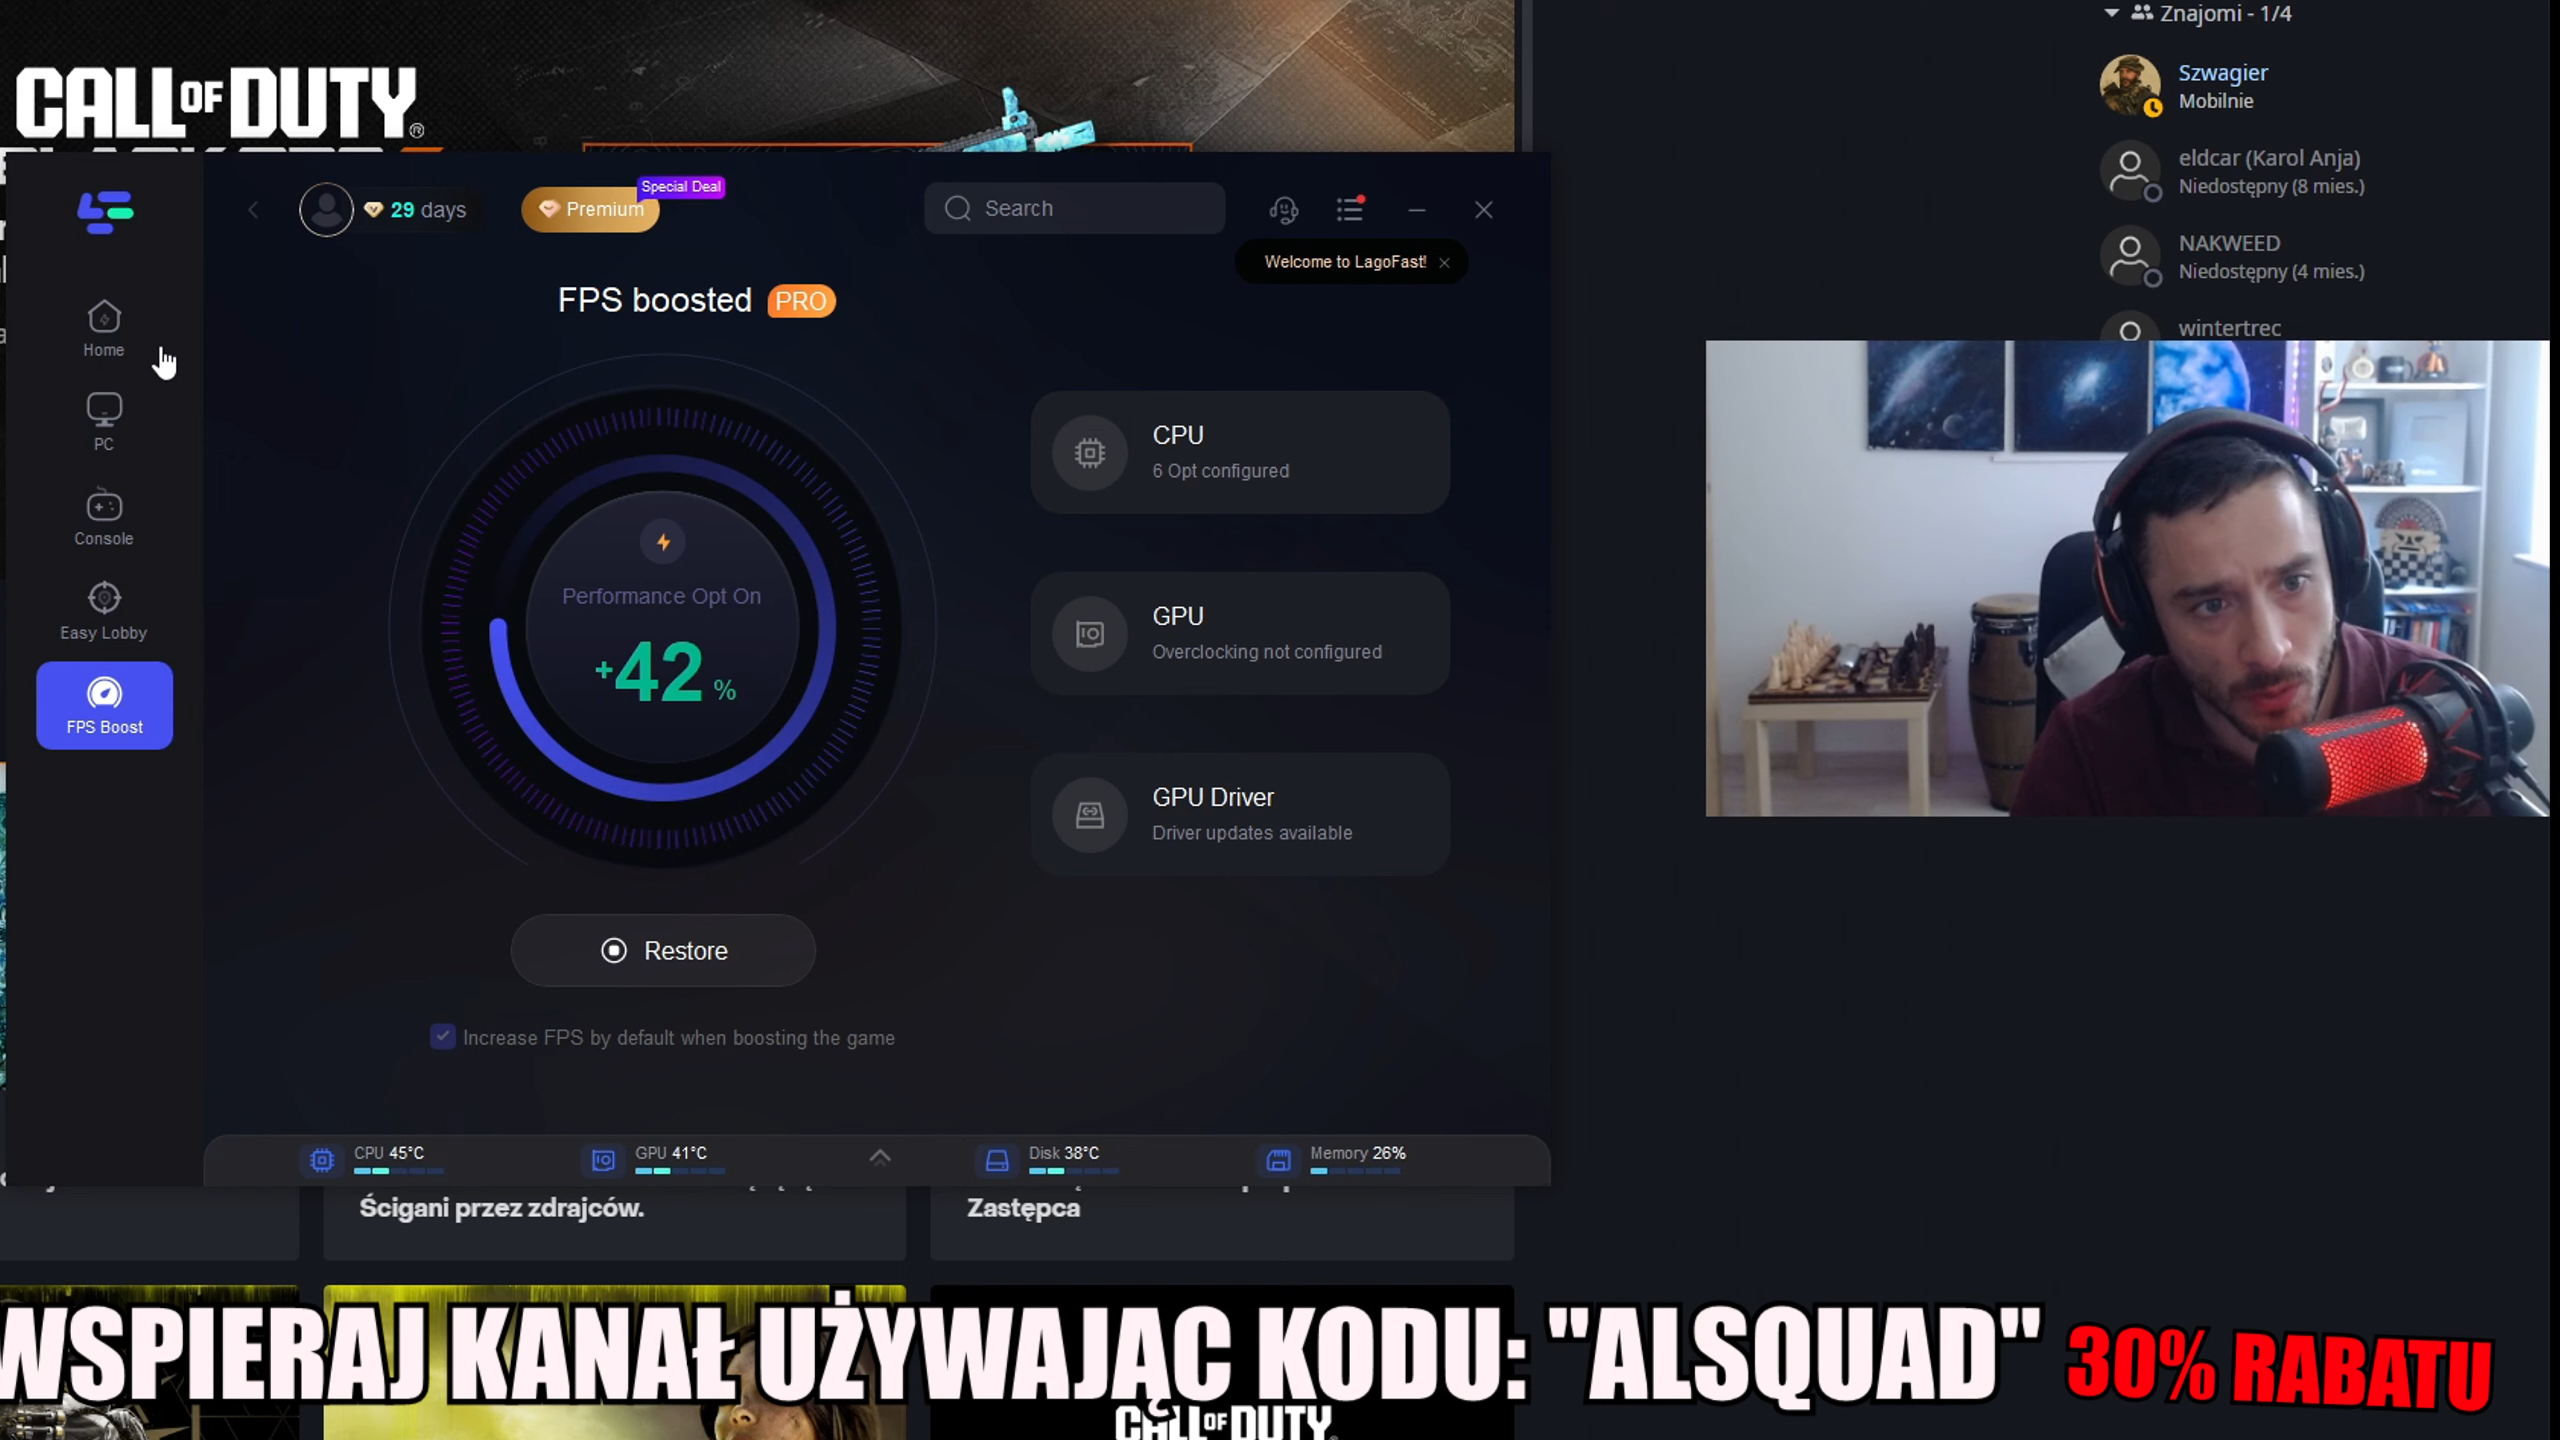 Znajomi - 1/4
CALL OF DUTY®
Szwagier
Mobilnie
eldcar (Karol Anja)
Niedostępny (8 mies.)
NAKWEED
Niedostępny (4 mies.)
wintertrec
29 days
Premium
Special Deal
Search
Welcome to LagoFast!
FPS boosted PRO
Home
PC
Console
Easy Lobby
FPS Boost
Performance Opt On
+42 %
CPU
6 Opt configured
GPU
Overclocking not configured
GPU Driver
Driver updates available
Restore
Increase FPS by default when boosting the game
CPU 45°C
GPU 41°C
Disk 38°C
Memory 26%
Ścigani przez zdrajców.
Zastępca
WSPIERAJ KANAŁ UŻYWAJĄC KODU: "ALSQUAD" 30% RABATU
CALL OF DUTY